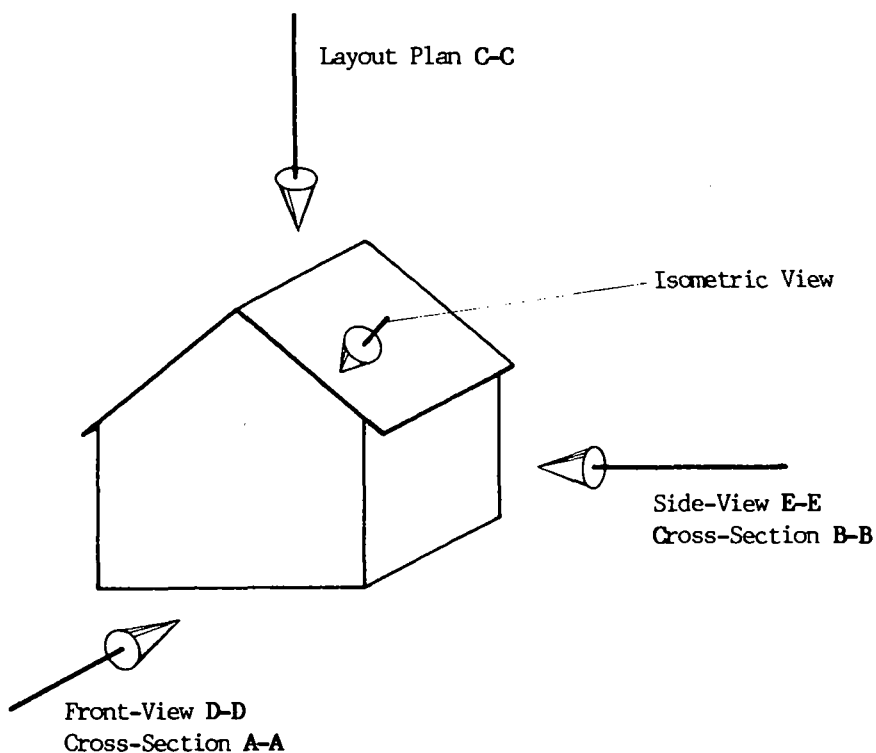 Layout Plan C-C
Isometric View
Side-View E-E
Cross-Section B-B
Front-View D-D
Cross-Section A-A